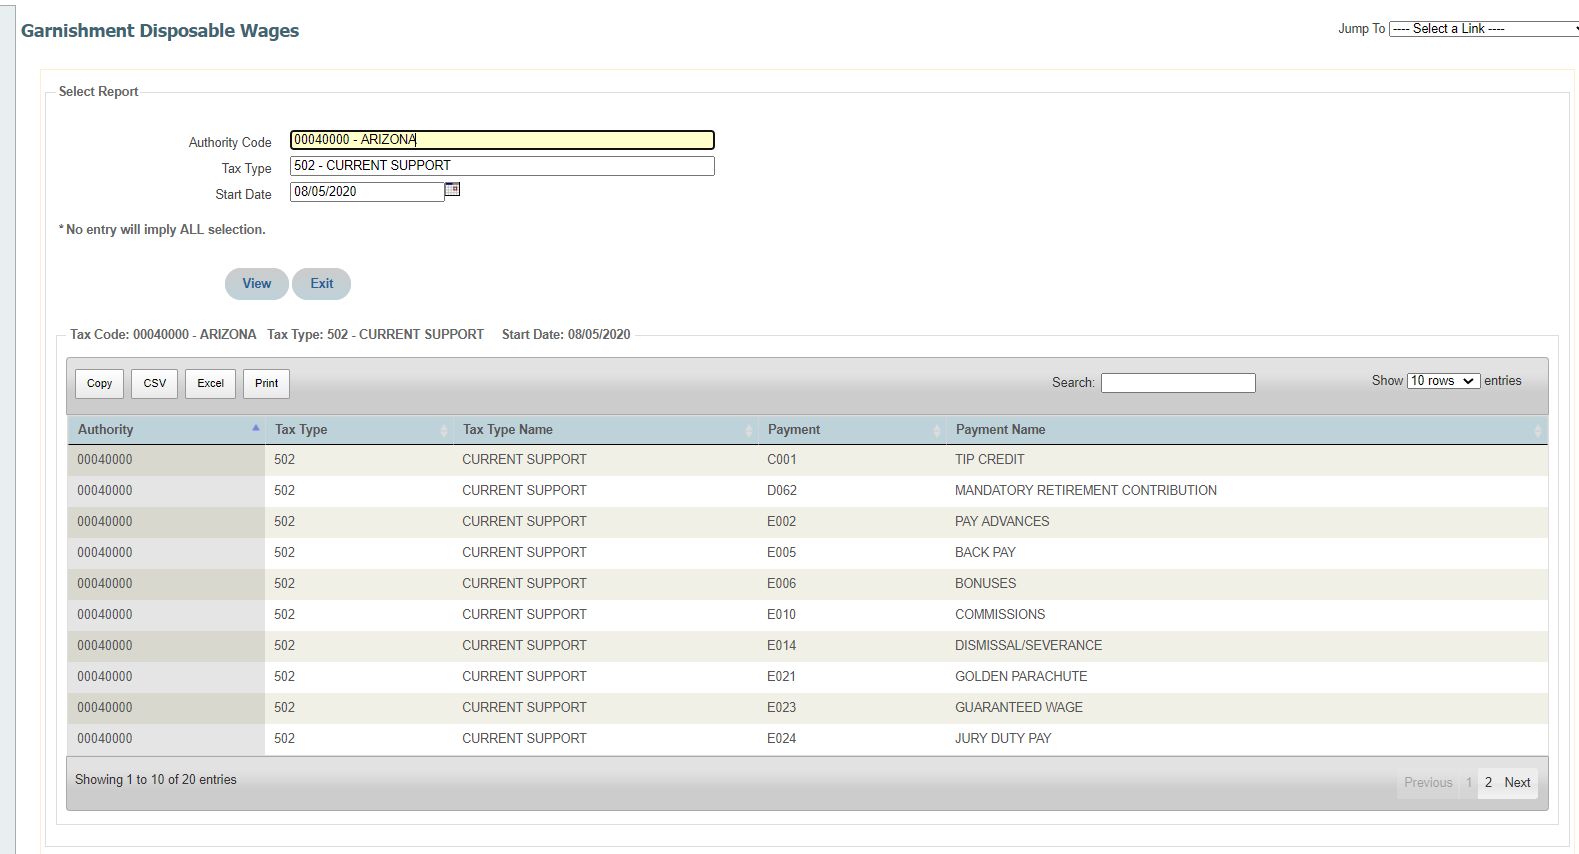 Garnishment Disposable Wages
Jump To ---- Select a Link ----
Select Report
Authority Code 00040000 - ARIZONA
Tax Type 502 - CURRENT SUPPORT
Start Date 08/05/2020
* No entry will imply ALL selection.
View Exit
Tax Code: 00040000 - ARIZONA Tax Type: 502 - CURRENT SUPPORT Start Date: 08/05/2020
Copy CSV Excel Print Search: Show 10 rows entries
Authority Tax Type Tax Type Name Payment Payment Name
00040000 502 CURRENT SUPPORT C001 TIP CREDIT
00040000 502 CURRENT SUPPORT D062 MANDATORY RETIREMENT CONTRIBUTION
00040000 502 CURRENT SUPPORT E002 PAY ADVANCES
00040000 502 CURRENT SUPPORT E005 BACK PAY
00040000 502 CURRENT SUPPORT E006 BONUSES
00040000 502 CURRENT SUPPORT E010 COMMISSIONS
00040000 502 CURRENT SUPPORT E014 DISMISSAL/SEVERANCE
00040000 502 CURRENT SUPPORT E021 GOLDEN PARACHUTE
00040000 502 CURRENT SUPPORT E023 GUARANTEED WAGE
00040000 502 CURRENT SUPPORT E024 JURY DUTY PAY
Showing 1 to 10 of 20 entries
Previous 1 2 Next